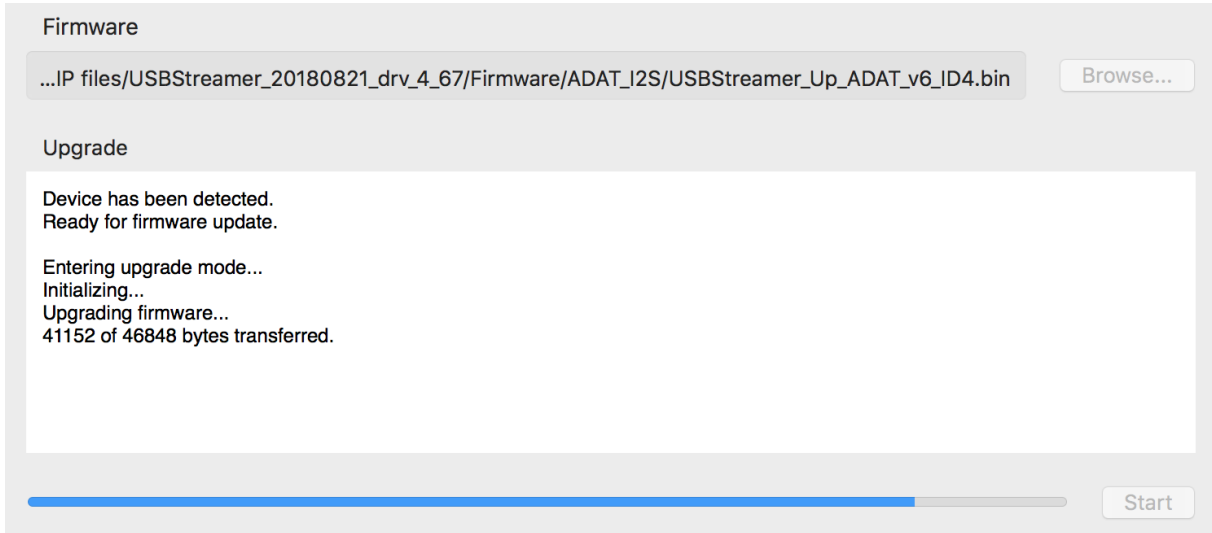 Firmware
...IP files/USBStreamer_20180821_drv_4_67/Firmware/ADAT_I2S/USBStreamer_Up_ADAT_v6_ID4.bin
Browse...
Upgrade
Device has been detected.
Ready for firmware update.
Entering upgrade mode...
Initializing...
Upgrading firmware...
41152 of 46848 bytes transferred.
Start